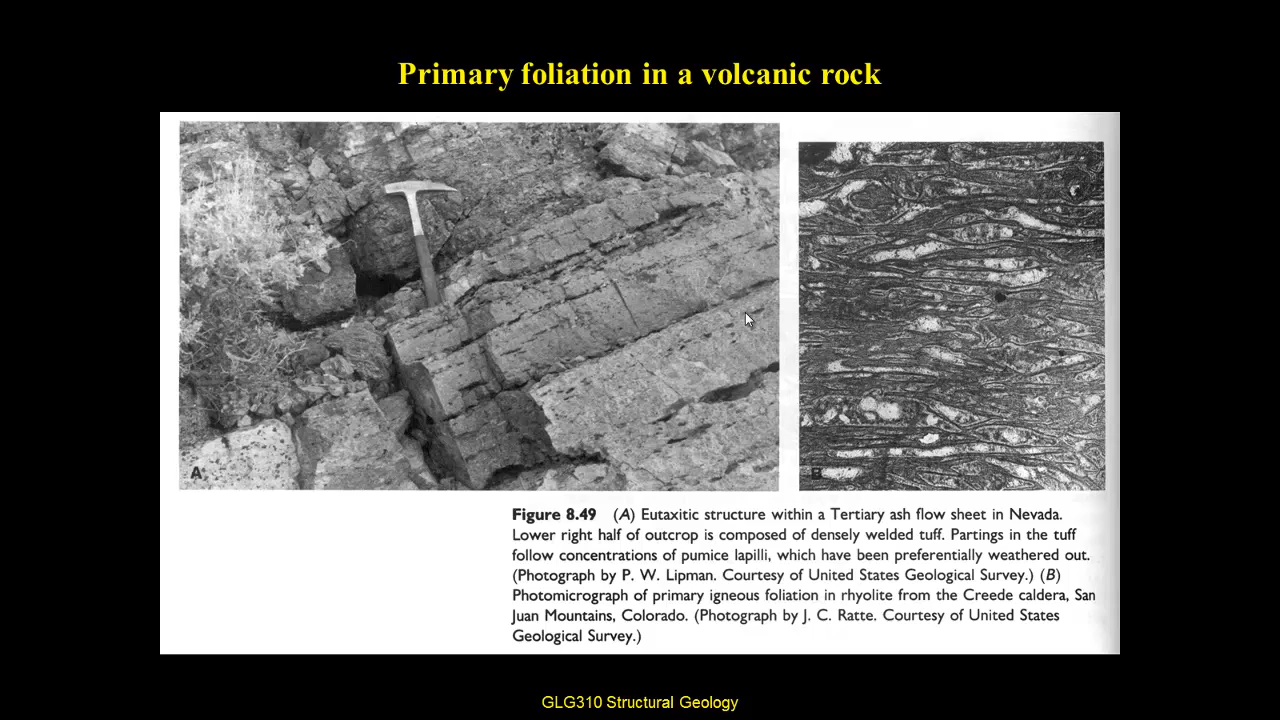 Primary foliation in a volcanic rock
A
B
Figure 8.49 (A) Eutaxitic structure within a Tertiary ash flow sheet in Nevada.
Lower right half of outcrop is composed of densely welded tuff. Partings in the tuff
follow concentrations of pumice lapilli, which have been preferentially weathered out.
(Photograph by P. W. Lipman. Courtesy of United States Geological Survey.) (B)
Photomicrograph of primary igneous foliation in rhyolite from the Creede caldera, San
Juan Mountains, Colorado. (Photograph by J. C. Ratte. Courtesy of United States
Geological Survey.)
GLG310 Structural Geology